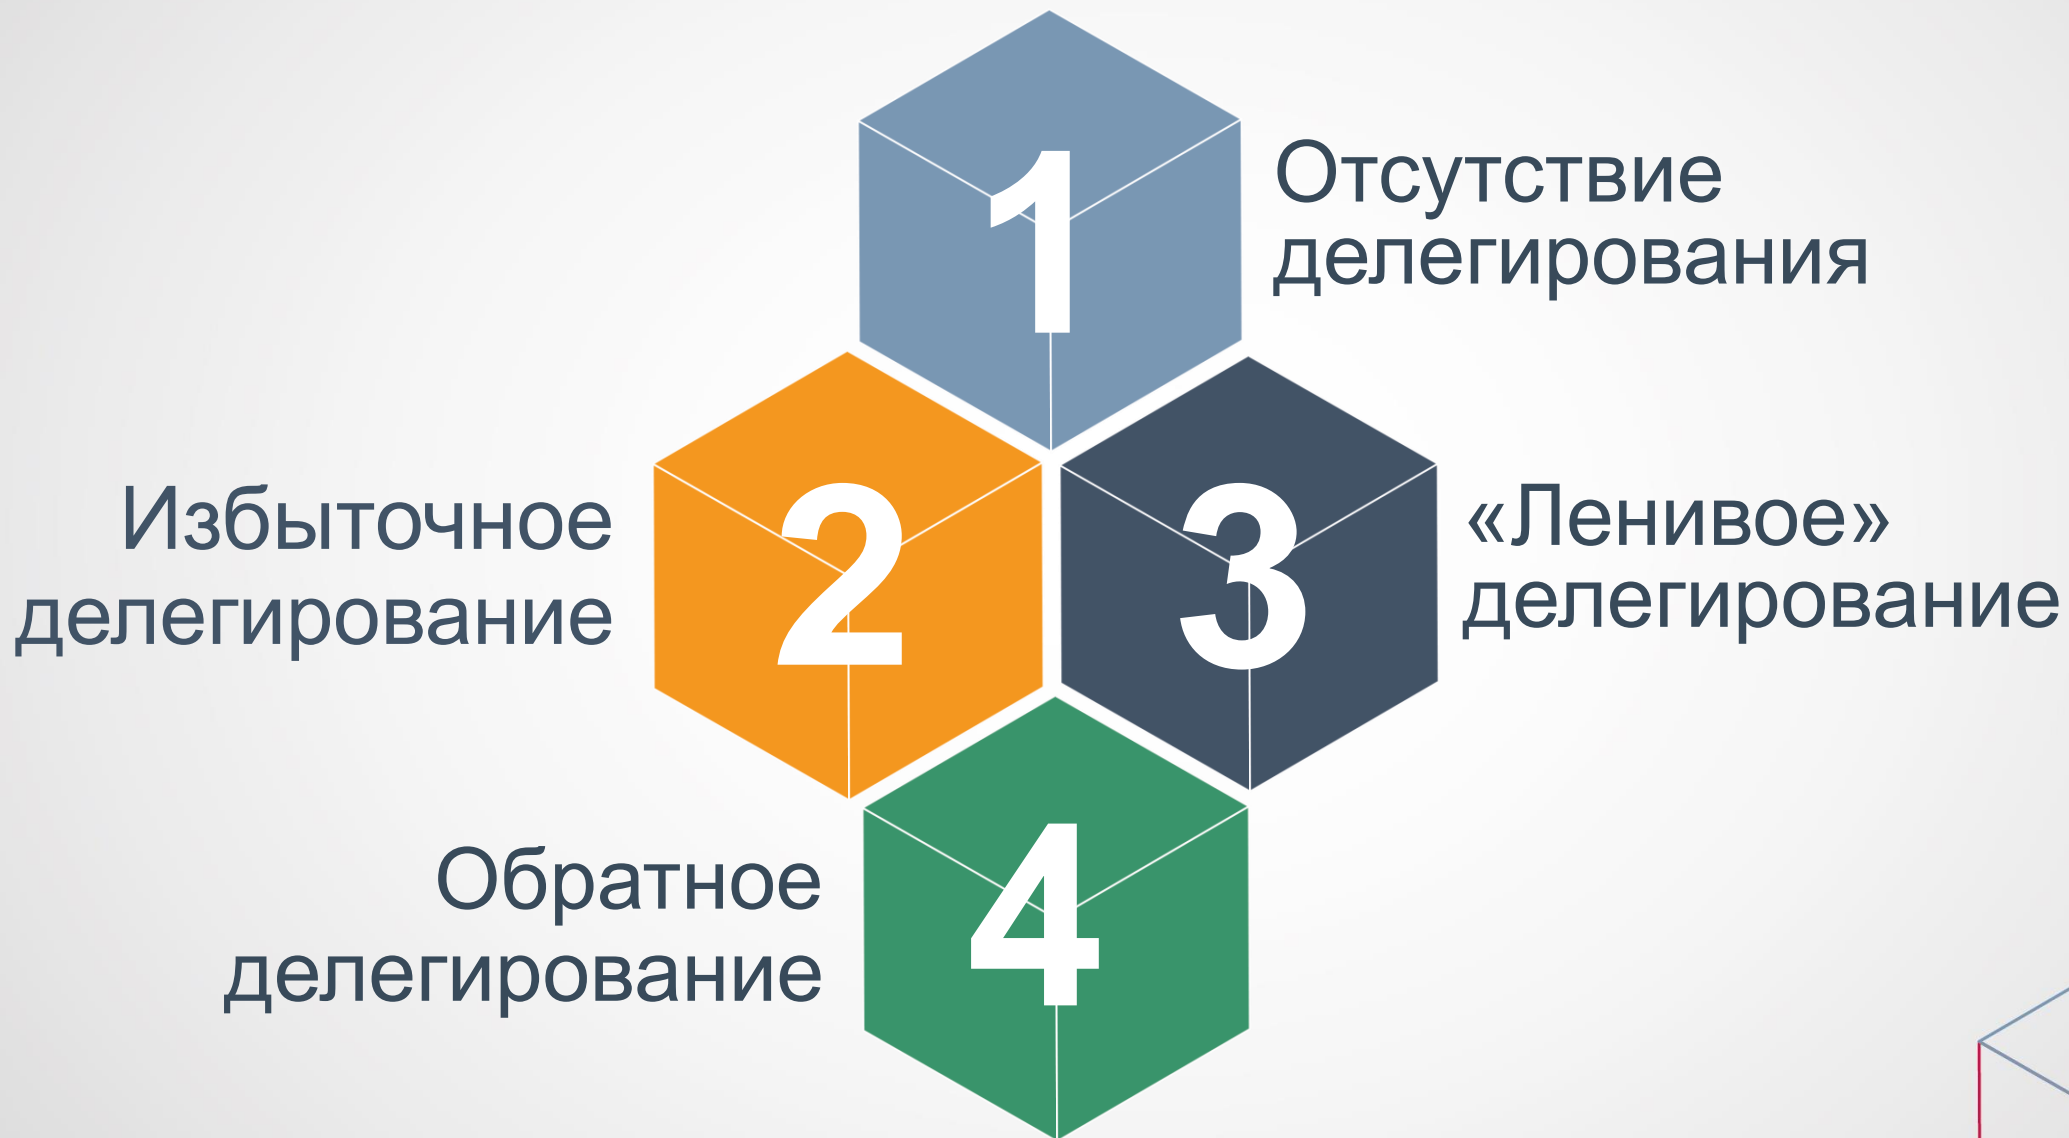 1
Отсутствие
делегирования
2
Избыточное
делегирование
3
«Ленивое»
делегирование
4
Обратное
делегирование